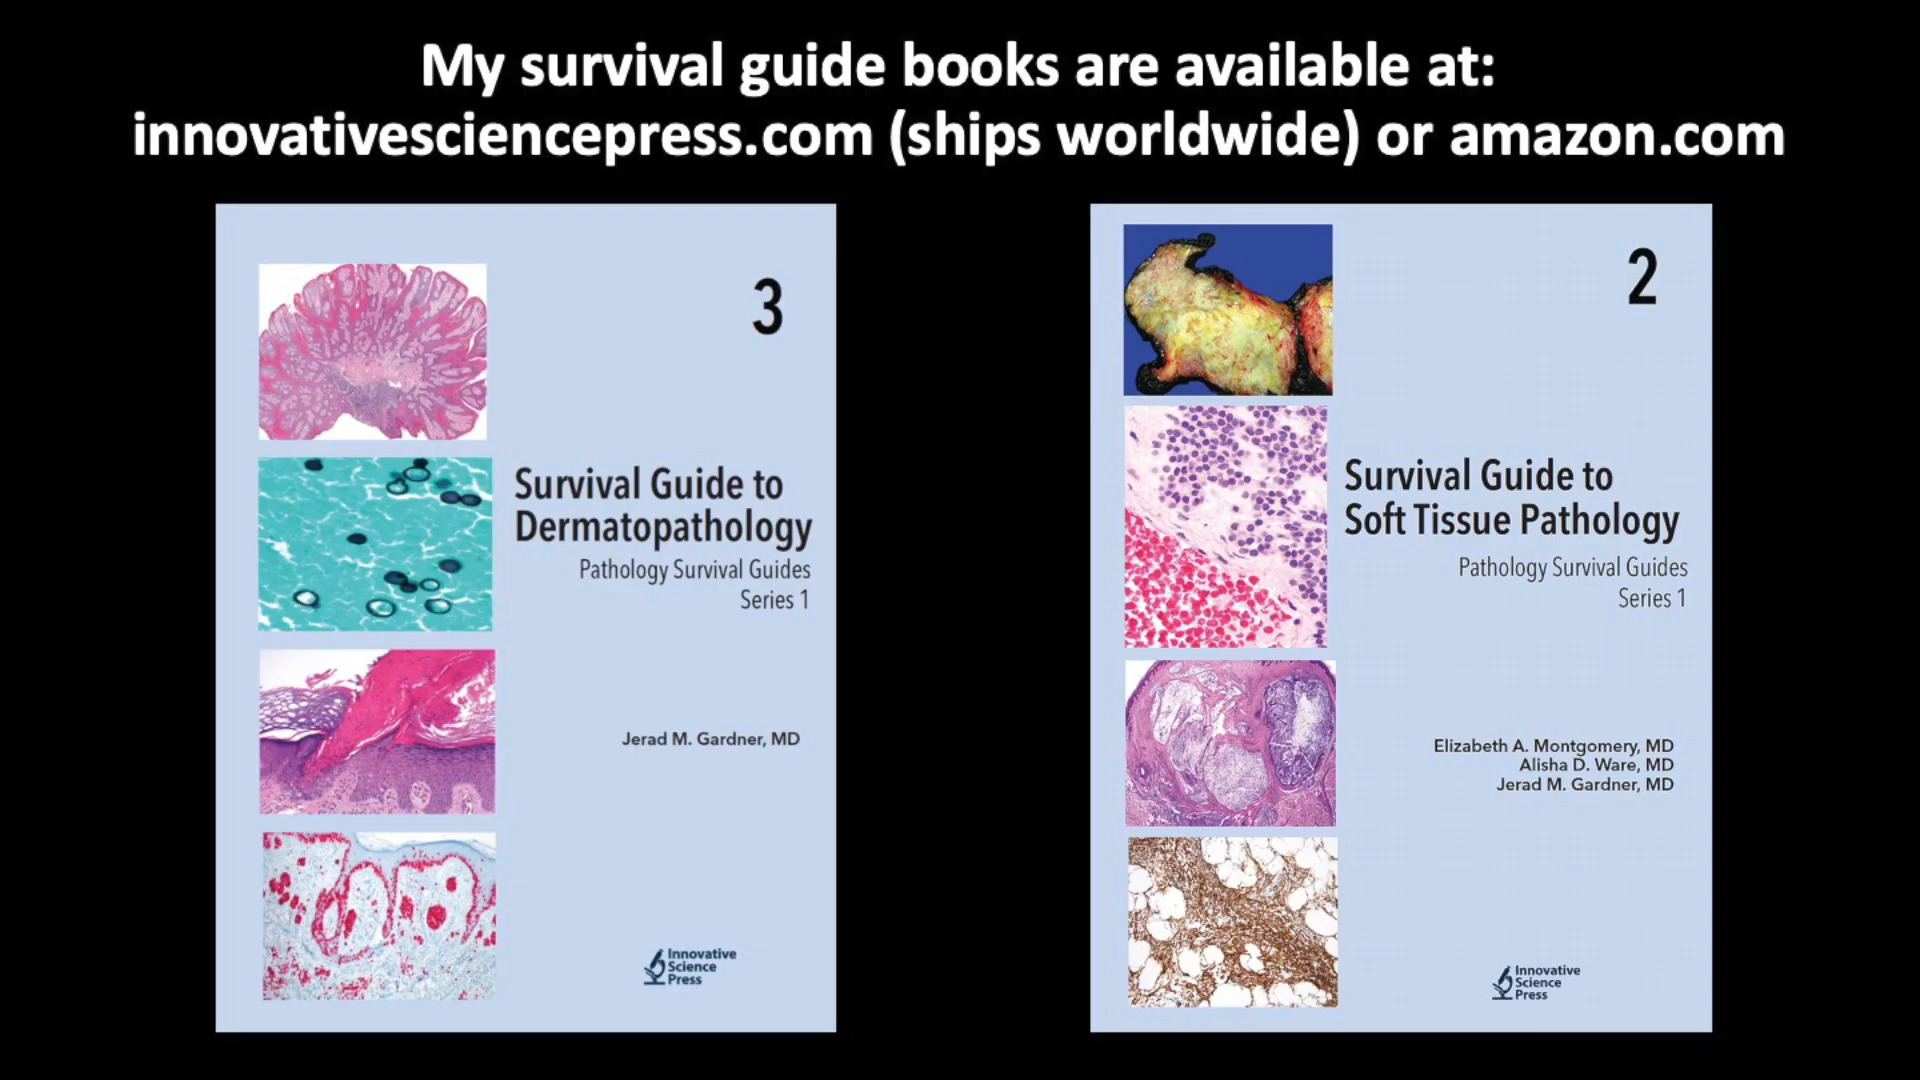 My survival guide books are available at:
innovativesciencepress.com (ships worldwide) or amazon.com
3
Survival Guide to
Dermatopathology
Pathology Survival Guides
Series 1
Jerad M. Gardner, MD
Innovative
Science
Press
2
Survival Guide to
Soft Tissue Pathology
Pathology Survival Guides
Series 1
Elizabeth A. Montgomery, MD
Alisha D. Ware, MD
Jerad M. Gardner, MD
Innovative
Science
Press